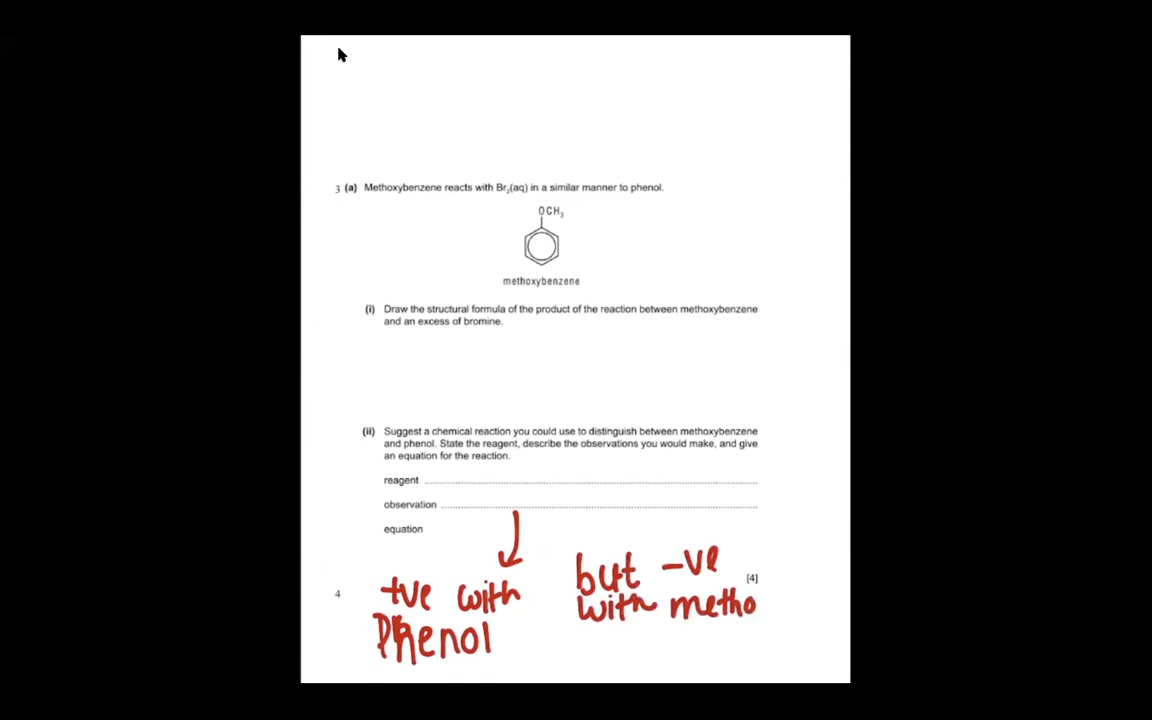 3 (a) Methoxybenzene reacts with Br₂(aq) in a similar manner to phenol.
OCH₃
methoxybenzene
(i) Draw the structural formula of the product of the reaction between methoxybenzene
and an excess of bromine.
(ii) Suggest a chemical reaction you could use to distinguish between methoxybenzene
and phenol. State the reagent, describe the observations you would make, and give
an equation for the reaction.
reagent
observation
equation
[4]
4
+ve with
Phenol
but -ve
with metho